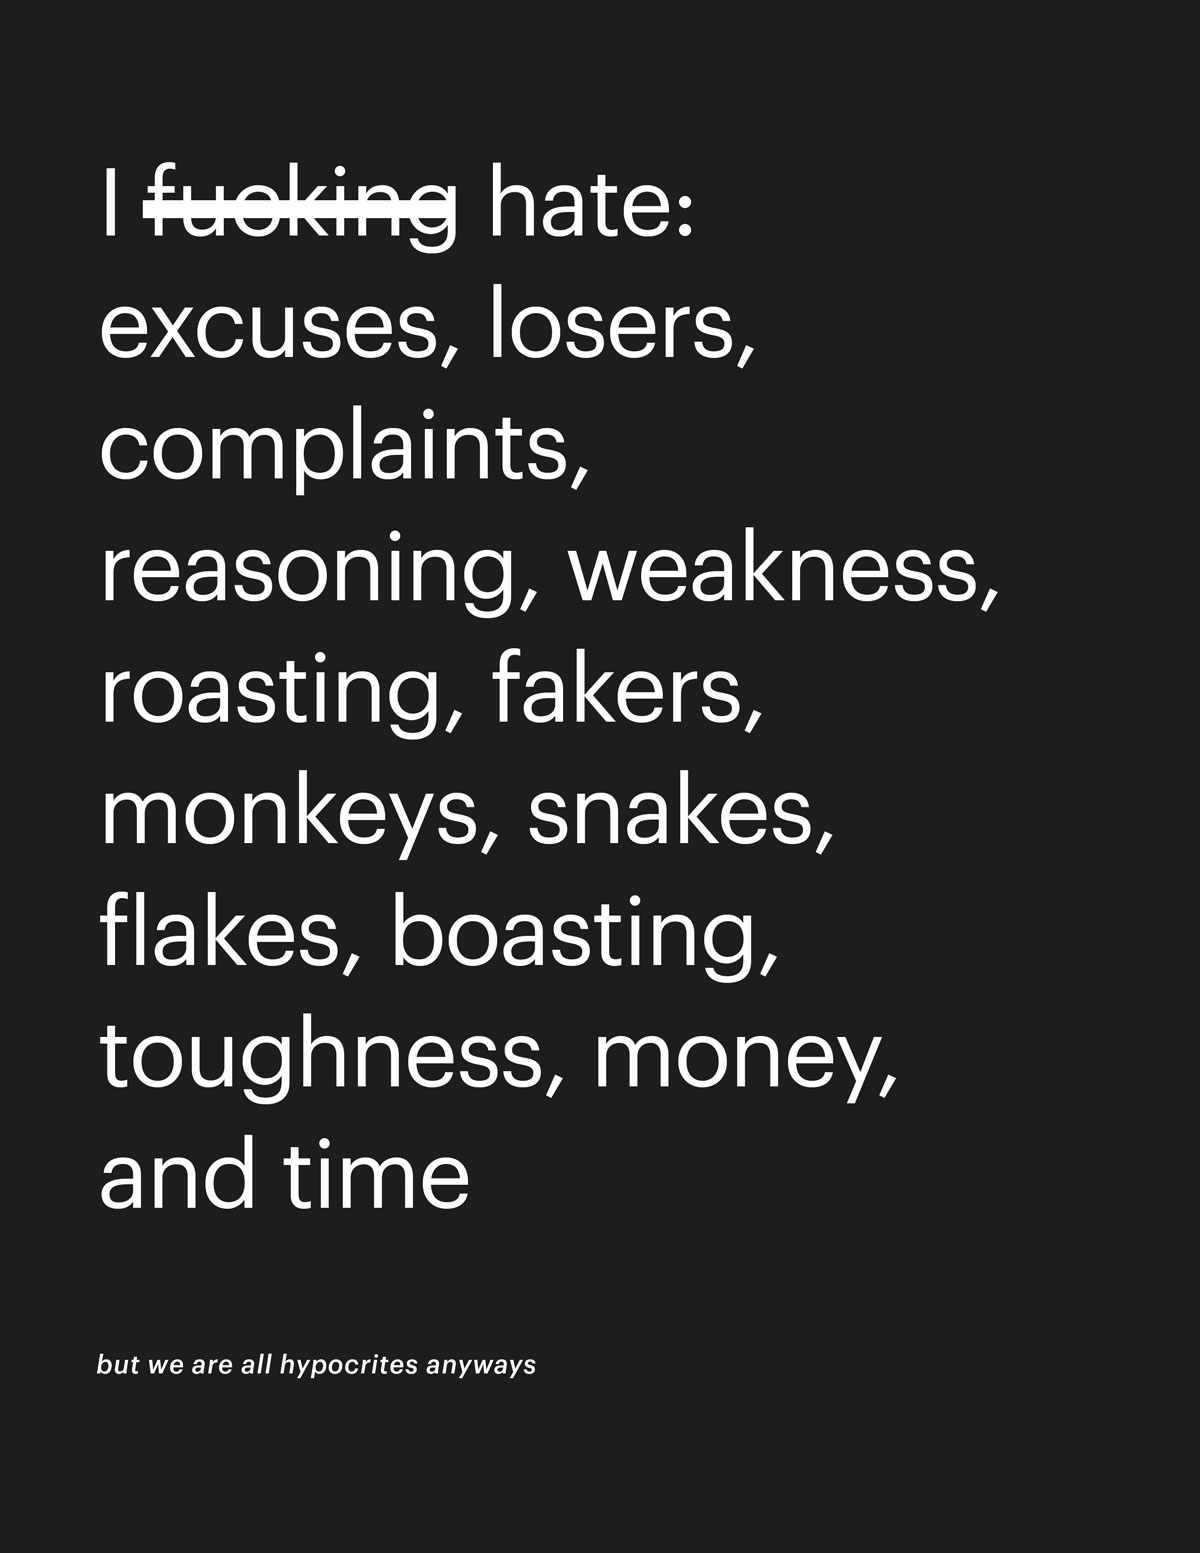 I fucking hate:
excuses, losers,
complaints,
reasoning, weakness,
roasting, fakers,
monkeys, snakes,
flakes, boasting,
toughness, money,
and time
but we are all hypocrites anyways